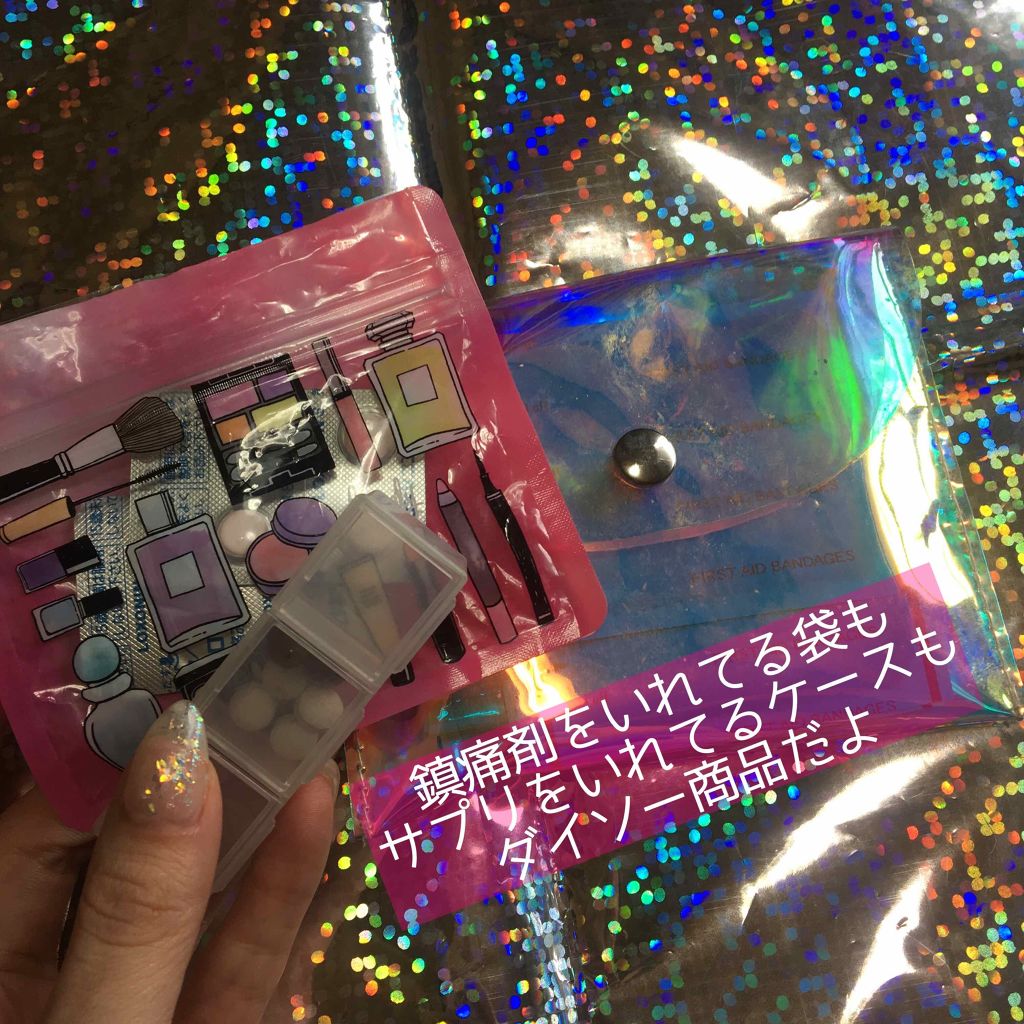 FIRST AID BANDAGES
鎮痛剤をいれてる袋も
サプリをいれてるケースも
ダイソー商品だよ